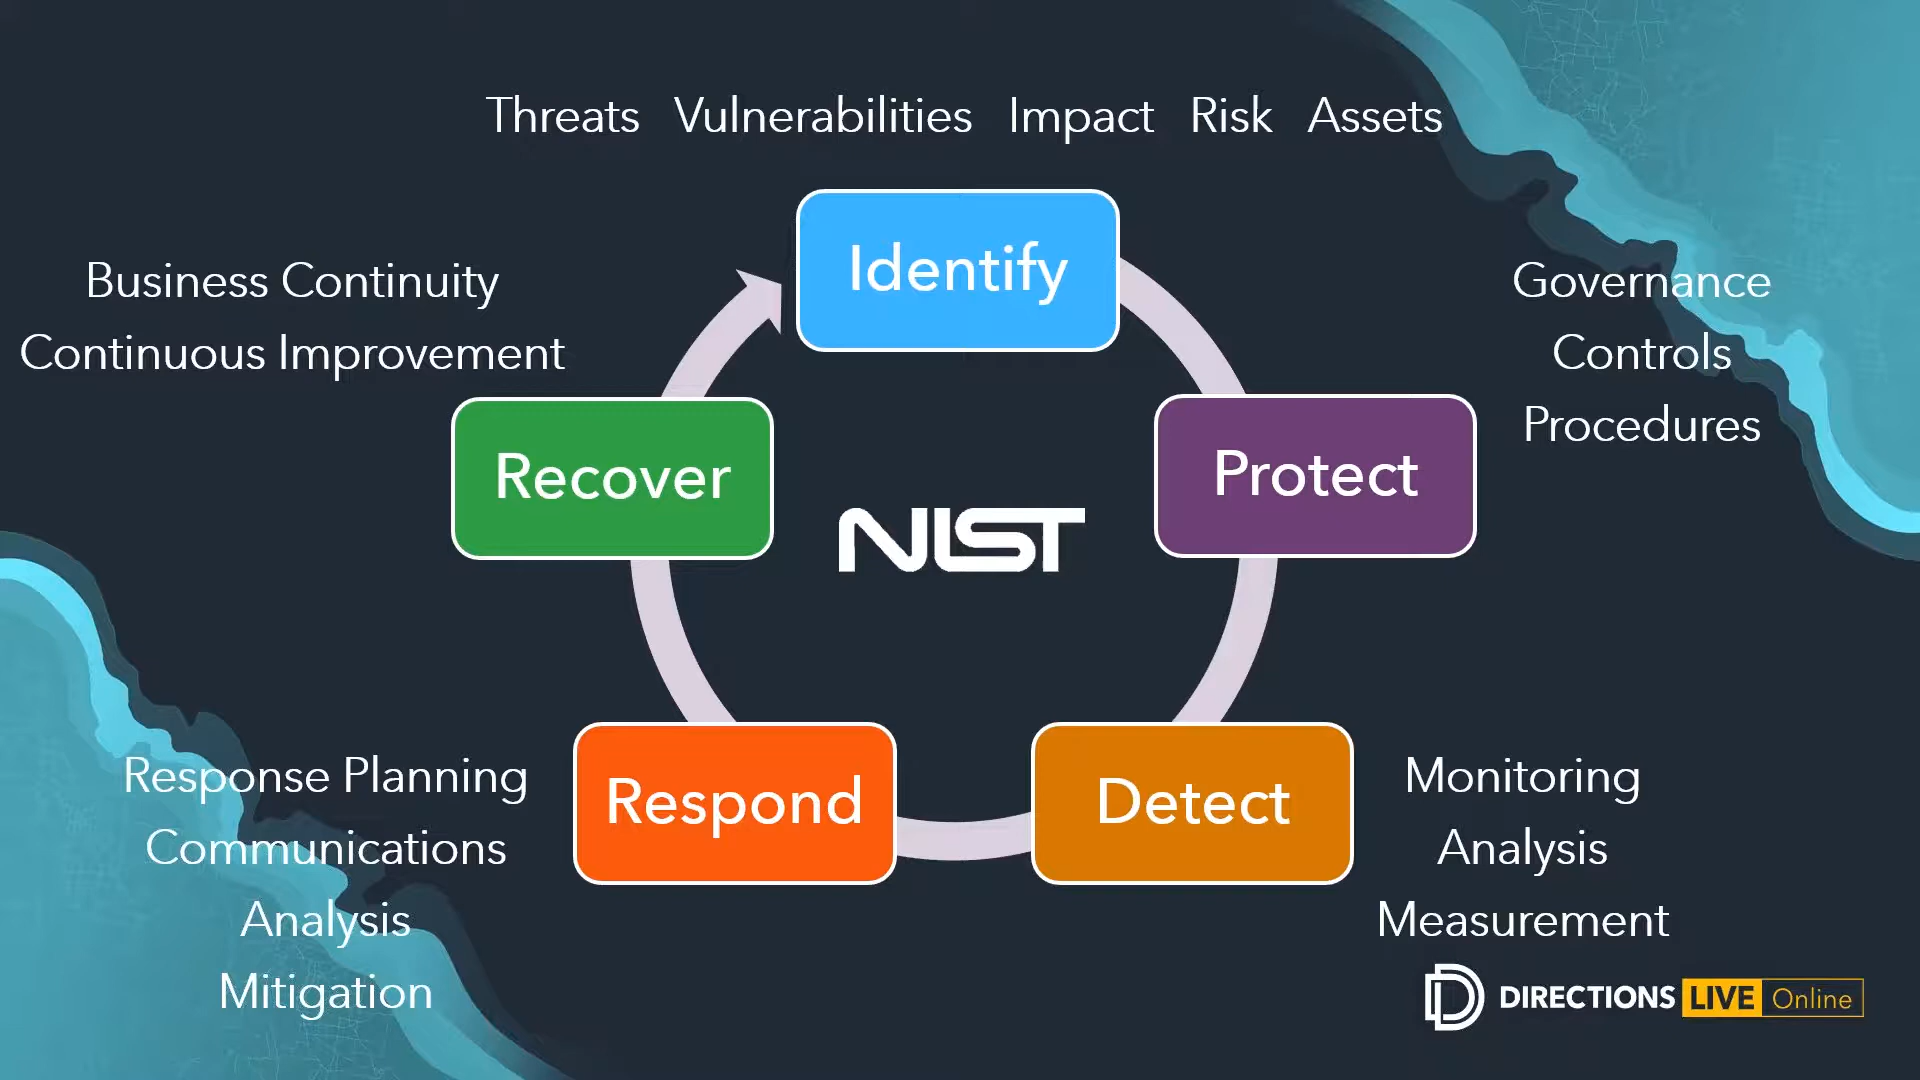 Threats Vulnerabilities Impact Risk Assets
Identify
Business Continuity
Continuous Improvement
Governance
Controls
Procedures
Recover
Protect
NIST
Respond
Detect
Response Planning
Communications
Analysis
Mitigation
Monitoring
Analysis
Measurement
DIRECTIONS LIVE Online